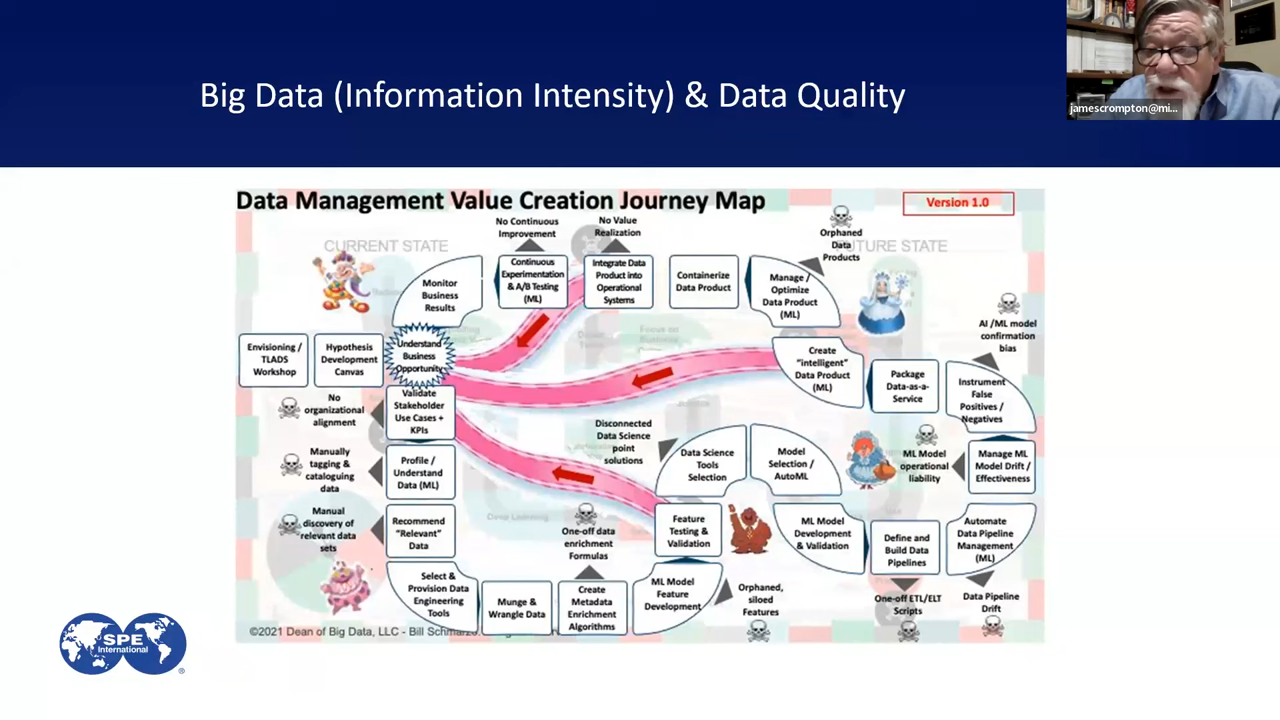 Big Data (Information Intensity) & Data Quality
jamescrompton@mi...
Data Management Value Creation Journey Map
Version 1.0
CURRENT STATE
FUTURE STATE
No Continuous
Improvement
No Value
Realization
Orphaned
Data
Products
Monitor
Business
Results
Continuous
Experimentation
& A/B Testing
(ML)
Integrate Data
Product into
Operational
Systems
Containerize
Data Product
Manage /
Optimize
Data Product
(ML)
Envisioning /
TLADS
Workshop
Hypothesis
Development
Canvas
Understand
Business
Opportunity
Create
“intelligent”
Data Product
(ML)
Package
Data-as-a-
Service
AI /ML model
confirmation
bias
Instrument
False
Positives /
Negatives
No
organizational
alignment
Validate
Stakeholder
Use Cases +
KPIs
Disconnected
Data Science
point
solutions
Data Science
Tools
Selection
Model
Selection /
AutoML
ML Model
operational
liability
Manage ML
Model Drift /
Effectiveness
Manually
tagging &
cataloguing
data
Profile /
Understand
Data (ML)
Manual
discovery of
relevant data
sets
Recommend
“Relevant”
Data
One-off data
enrichment
Formulas
Feature
Testing &
Validation
ML Model
Development
& Validation
Define and
Build Data
Pipelines
Automate
Data Pipeline
Management
(ML)
Select &
Provision Data
Engineering
Tools
Munge &
Wrangle Data
Create
Metadata
Enrichment
Algorithms
ML Model
Feature
Development
Orphaned,
siloed
Features
One-off ETL/ELT
Scripts
Data Pipeline
Drift
©2021 Dean of Big Data, LLC - Bill
SPE
International
®